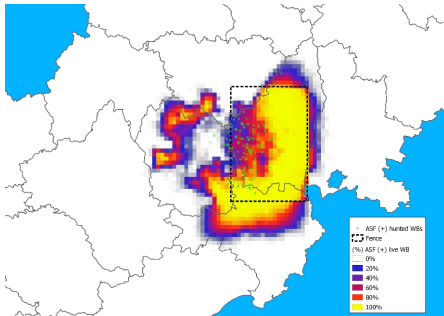 ASF (+) hunted WBs
Fence
(%) ASF (+) live WB
0%
20%
40%
60%
80%
100%